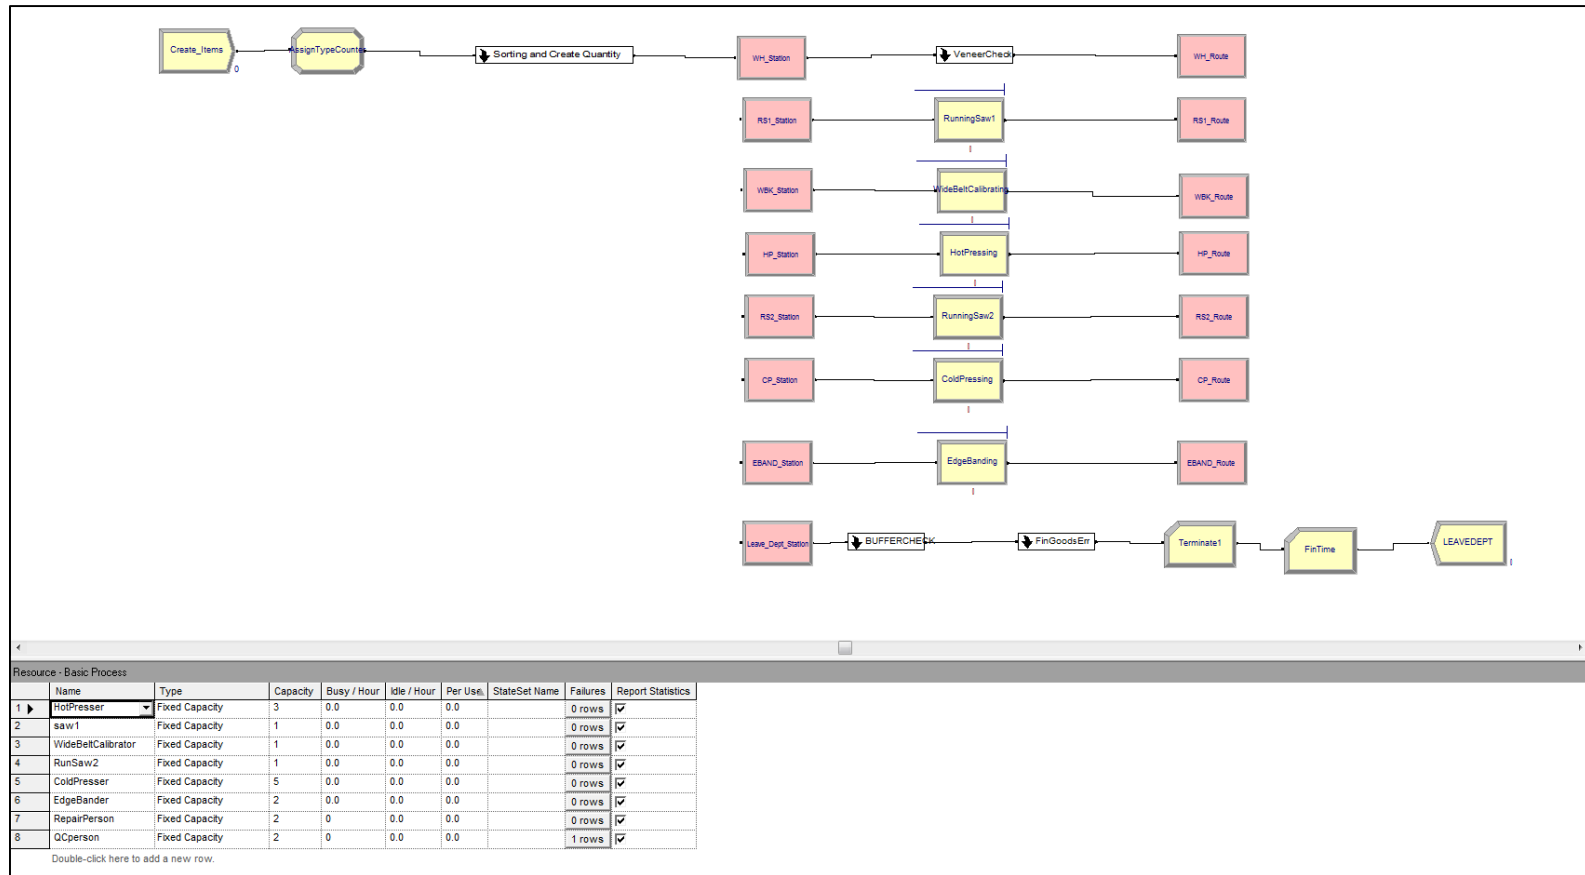 Create_Items
0
AssignTypeCounter
Sorting and Create Quantity
WH_Station
VeneerCheck
WH_Route
RS1_Station
RunningSaw1
RS1_Route
WBK_Station
WideBeltCalibrating
WBK_Route
HP_Station
HotPressing
HP_Route
RS2_Station
RunningSaw2
RS2_Route
CP_Station
ColdPressing
CP_Route
EBAND_Station
EdgeBanding
EBAND_Route
Leave_Dept_Station
BUFFERCHECK
FinGoodsErr
Terminate1
FinTime
LEAVEDEPT
Resource - Basic Process
Name Type Capacity Busy / Hour Idle / Hour Per Use StateSet Name Failures Report Statistics
1 HotPresser Fixed Capacity 3 0.0 0.0 0.0 0 rows
2 saw1 Fixed Capacity 1 0.0 0.0 0.0 0 rows
3 WideBeltCalibrator Fixed Capacity 1 0.0 0.0 0.0 0 rows
4 RunSaw2 Fixed Capacity 1 0.0 0.0 0.0 0 rows
5 ColdPresser Fixed Capacity 5 0.0 0.0 0.0 0 rows
6 EdgeBander Fixed Capacity 2 0.0 0.0 0.0 0 rows
7 RepairPerson Fixed Capacity 2 0 0.0 0.0 0 rows
8 QCperson Fixed Capacity 2 0 0.0 0.0 1 rows
Double-click here to add a new row.